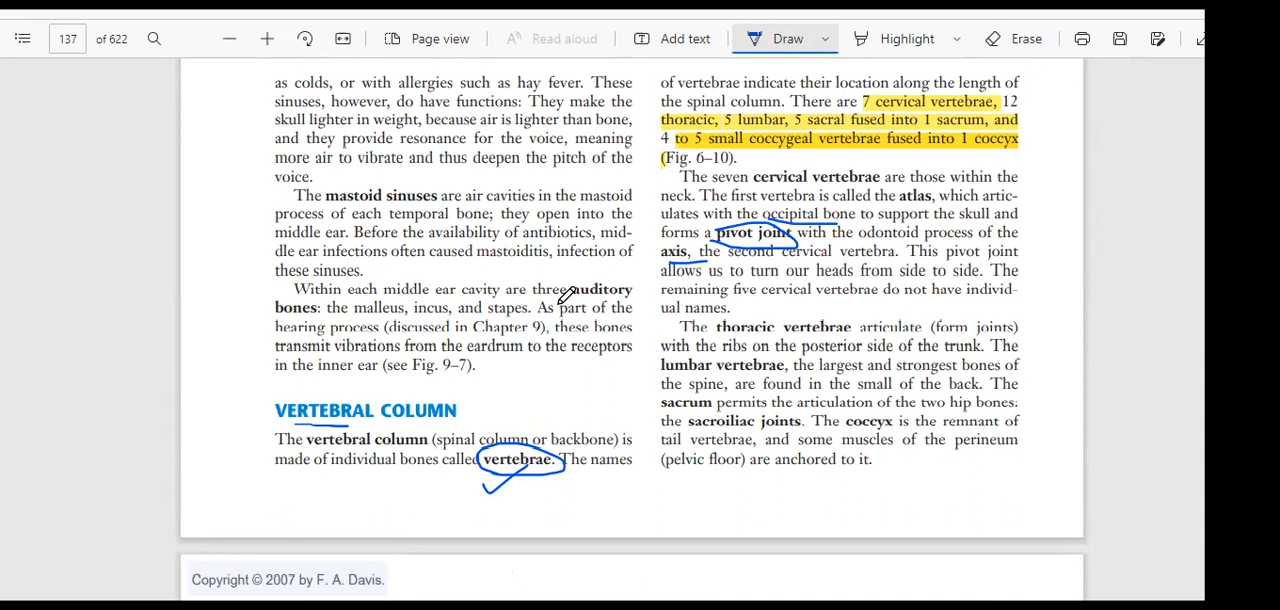 137 of 622 Page view Read aloud Add text Draw Highlight Erase
as colds, or with allergies such as hay fever. These
sinuses, however, do have functions: They make the
skull lighter in weight, because air is lighter than bone,
and they provide resonance for the voice, meaning
more air to vibrate and thus deepen the pitch of the
voice.
The mastoid sinuses are air cavities in the mastoid
process of each temporal bone; they open into the
middle ear. Before the availability of antibiotics, mid-
dle ear infections often caused mastoiditis, infection of
these sinuses.
Within each middle ear cavity are three auditory
bones: the malleus, incus, and stapes. As part of the
hearing process (discussed in Chapter 9), these bones
transmit vibrations from the eardrum to the receptors
in the inner ear (see Fig. 9–7).
VERTEBRAL COLUMN
The vertebral column (spinal column or backbone) is
made of individual bones called vertebrae. The names
of vertebrae indicate their location along the length of
the spinal column. There are 7 cervical vertebrae, 12
thoracic, 5 lumbar, 5 sacral fused into 1 sacrum, and
4 to 5 small coccygeal vertebrae fused into 1 coccyx
(Fig. 6–10).
The seven cervical vertebrae are those within the
neck. The first vertebra is called the atlas, which artic-
ulates with the occipital bone to support the skull and
forms a pivot joint with the odontoid process of the
axis, the second cervical vertebra. This pivot joint
allows us to turn our heads from side to side. The
remaining five cervical vertebrae do not have individ-
ual names.
The thoracic vertebrae articulate (form joints)
with the ribs on the posterior side of the trunk. The
lumbar vertebrae, the largest and strongest bones of
the spine, are found in the small of the back. The
sacrum permits the articulation of the two hip bones:
the sacroiliac joints. The coccyx is the remnant of
tail vertebrae, and some muscles of the perineum
(pelvic floor) are anchored to it.
Copyright © 2007 by F. A. Davis.